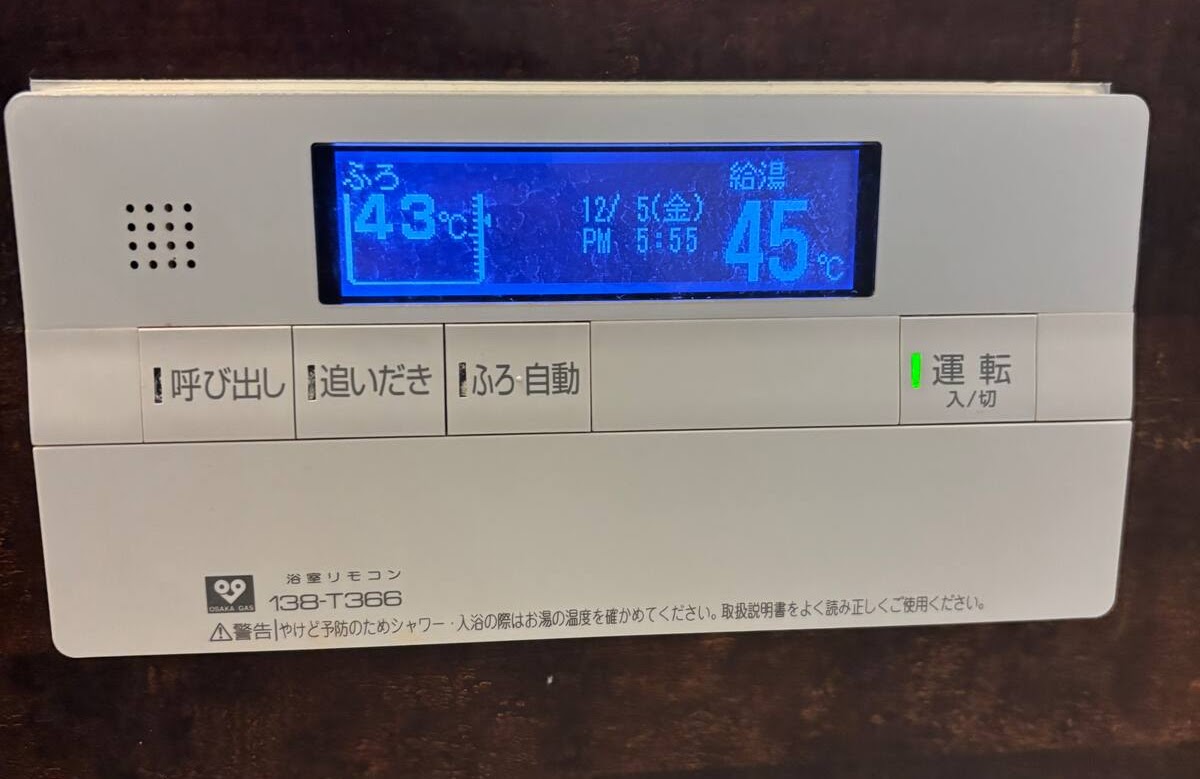 ふろ
43℃
12/ 5(金)
PM 5:55
給湯
45℃
呼び出し
追いだき
ふろ自動
運転
入/切
OSAKA GAS
浴室リモコン
138-T366
⚠警告|やけど予防のためシャワー・入浴の際はお湯の温度を確かめてください。取扱説明書をよく読み正しくご使用ください。